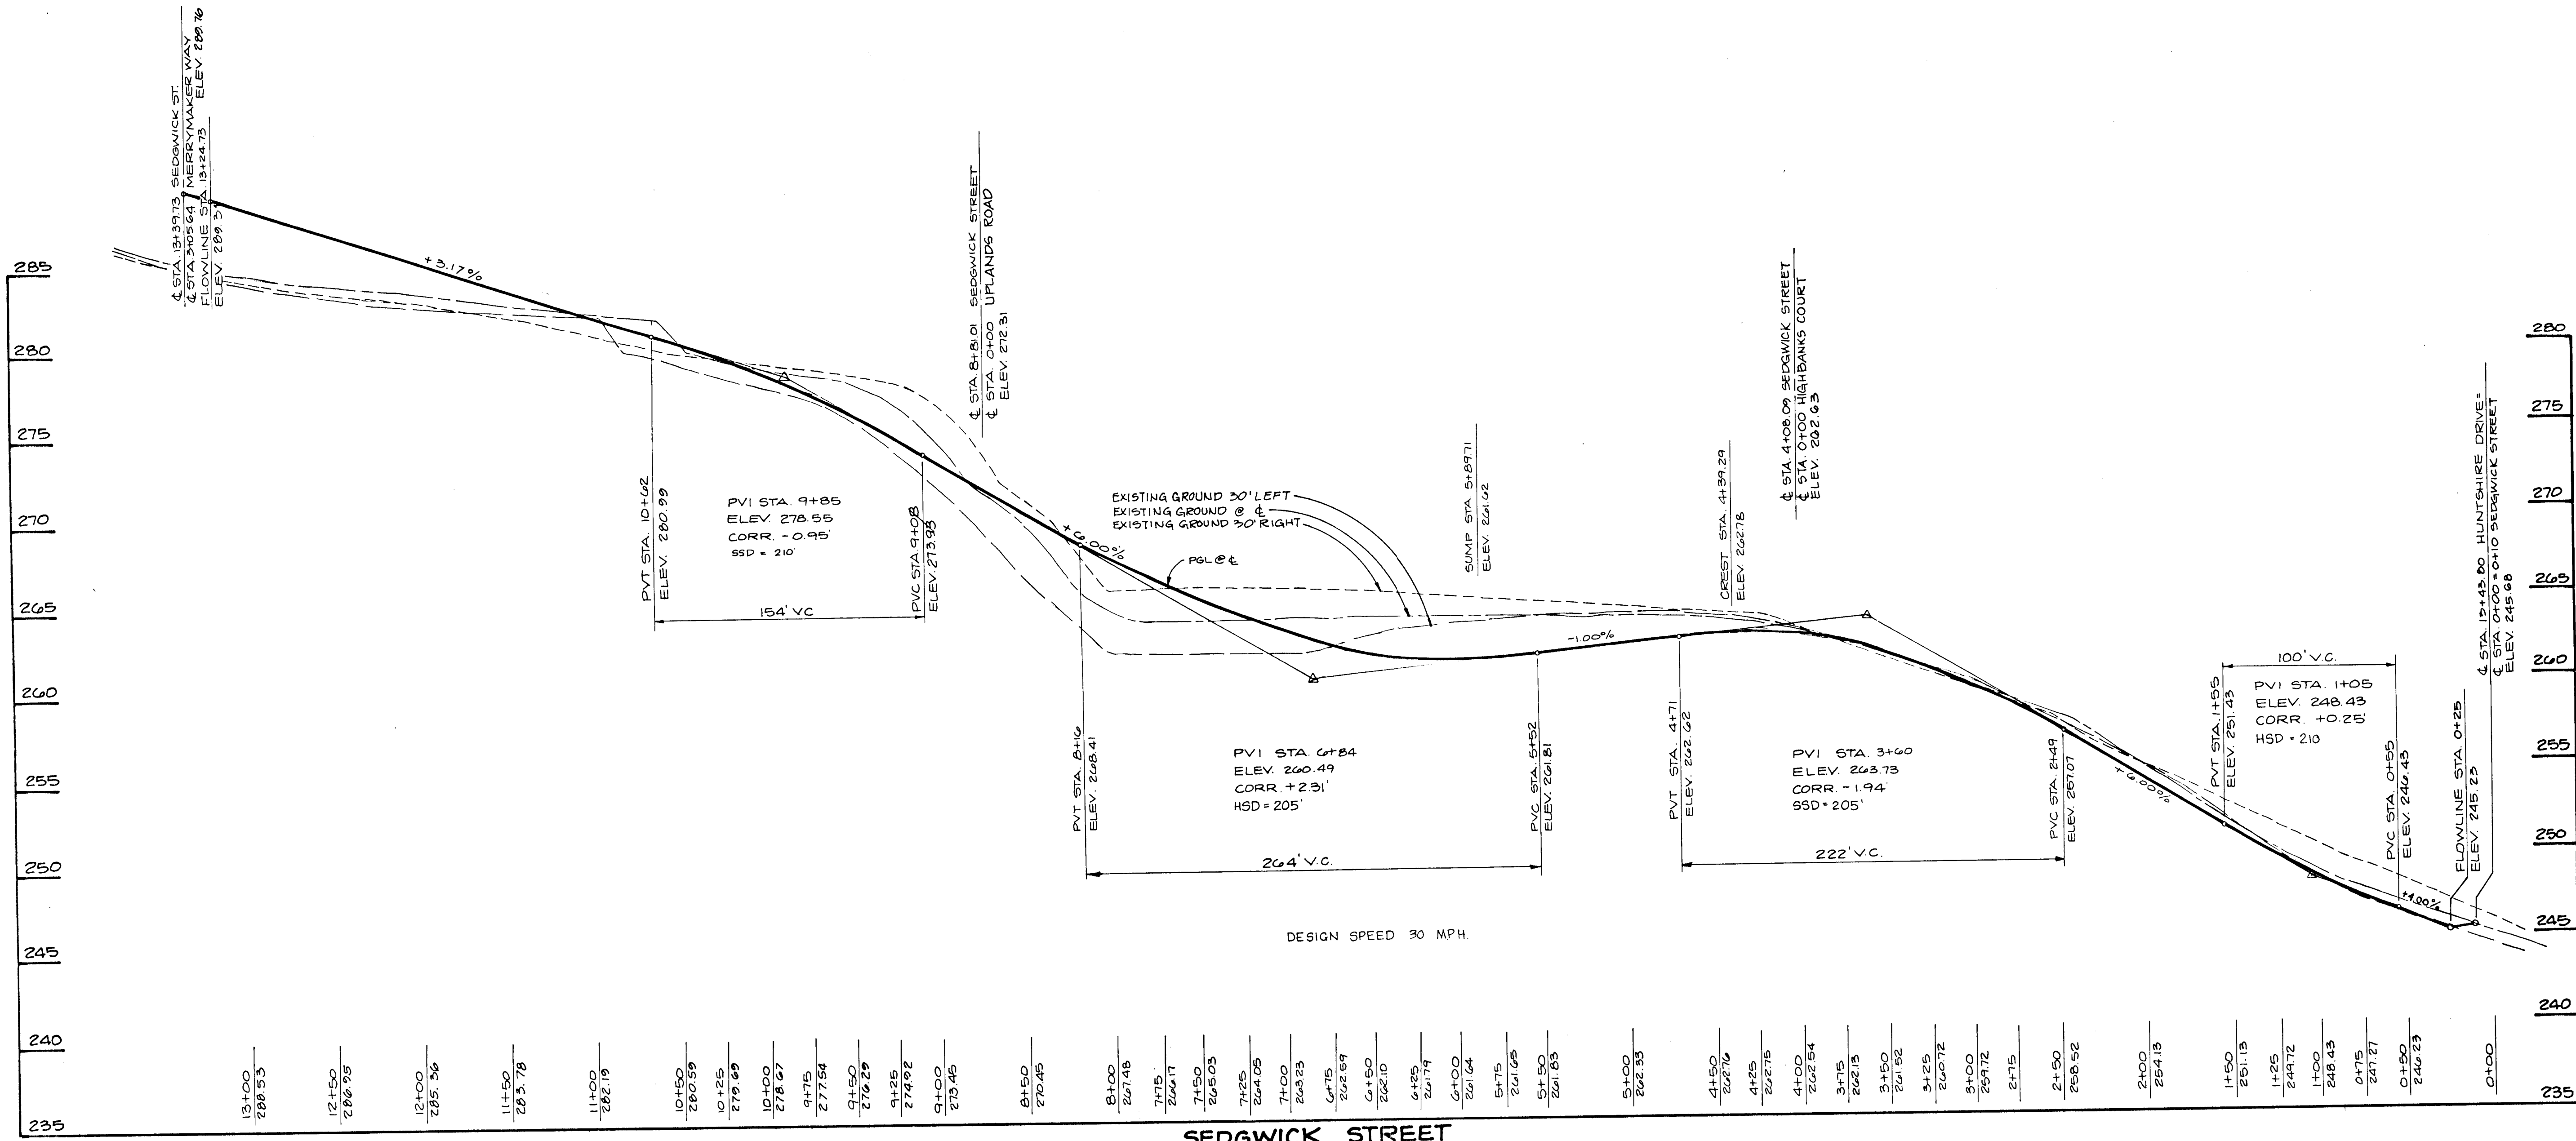 ℄ STA. 13+39.73 SEDGWICK ST.
℄ STA. 3+05.64 MERRYMAKER WAY
ELEV. 289.76
FLOWLINE STA. 13+24.73
ELEV. 289.3
+3.17%
℄ STA. 8+81.01 SEDGWICK STREET
℄ STA. 0+00 UPLANDS ROAD
ELEV. 272.31
PVT STA. 10+62
ELEV. 280.99
PVI STA. 9+85
ELEV. 278.55
CORR. -0.95'
SSD = 210'
PVC STA. 9+08
ELEV. 273.93
154' VC
+6.00%
EXISTING GROUND 30' LEFT
EXISTING GROUND @ ℄
EXISTING GROUND 30' RIGHT
PGL @ ℄
SUMP STA. 5+89.71
ELEV. 261.62
CREST STA. 4+39.29
ELEV. 262.78
℄ STA. 4+08.09 SEDGWICK STREET
℄ STA. 0+00 HIGHBANKS COURT
ELEV. 262.63
℄ STA. 15+43.80 HUNTSHIRE DRIVE =
℄ STA. 0+00 = 0+10 SEDGWICK STREET
ELEV. 245.68
-1.00%
PVT STA. 8+16
ELEV. 268.41
PVI STA. 6+84
ELEV. 260.49
CORR. +2.31'
HSD = 205'
PVC STA. 5+52
ELEV. 261.81
264' V.C.
PVT STA. 4+71
ELEV. 262.62
PVI STA. 3+60
ELEV. 263.73
CORR. -1.94'
SSD = 205'
PVC STA. 2+49
ELEV. 257.07
222' V.C.
+6.00%
100' V.C.
PVT STA. 1+55
ELEV. 251.43
PVI STA. 1+05
ELEV. 248.43
CORR. +0.25'
HSD = 210
PVC STA. 0+55
ELEV. 246.43
+4.00%
FLOWLINE STA. 0+25
ELEV. 245.23
DESIGN SPEED 30 MPH.
285
280
275
270
265
260
255
250
245
240
235
280
275
270
265
260
255
250
245
240
235
13+00
288.53
12+50
286.95
12+00
285.36
11+50
283.78
11+00
282.19
10+50
280.59
10+25
279.69
10+00
278.67
9+75
277.54
9+50
276.29
9+25
274.92
9+00
273.45
8+50
270.45
8+00
267.48
7+75
266.17
7+50
265.03
7+25
264.05
7+00
263.23
6+75
262.59
6+50
262.10
6+25
261.79
6+00
261.64
5+75
261.65
5+50
261.83
5+00
262.33
4+50
262.76
4+25
262.75
4+00
262.54
3+75
262.13
3+50
261.52
3+25
260.72
3+00
259.72
2+75
2+50
258.52
2+00
254.13
1+50
251.13
1+25
249.72
1+00
248.43
0+75
247.27
0+50
246.23
0+00
SEDGWICK STREET